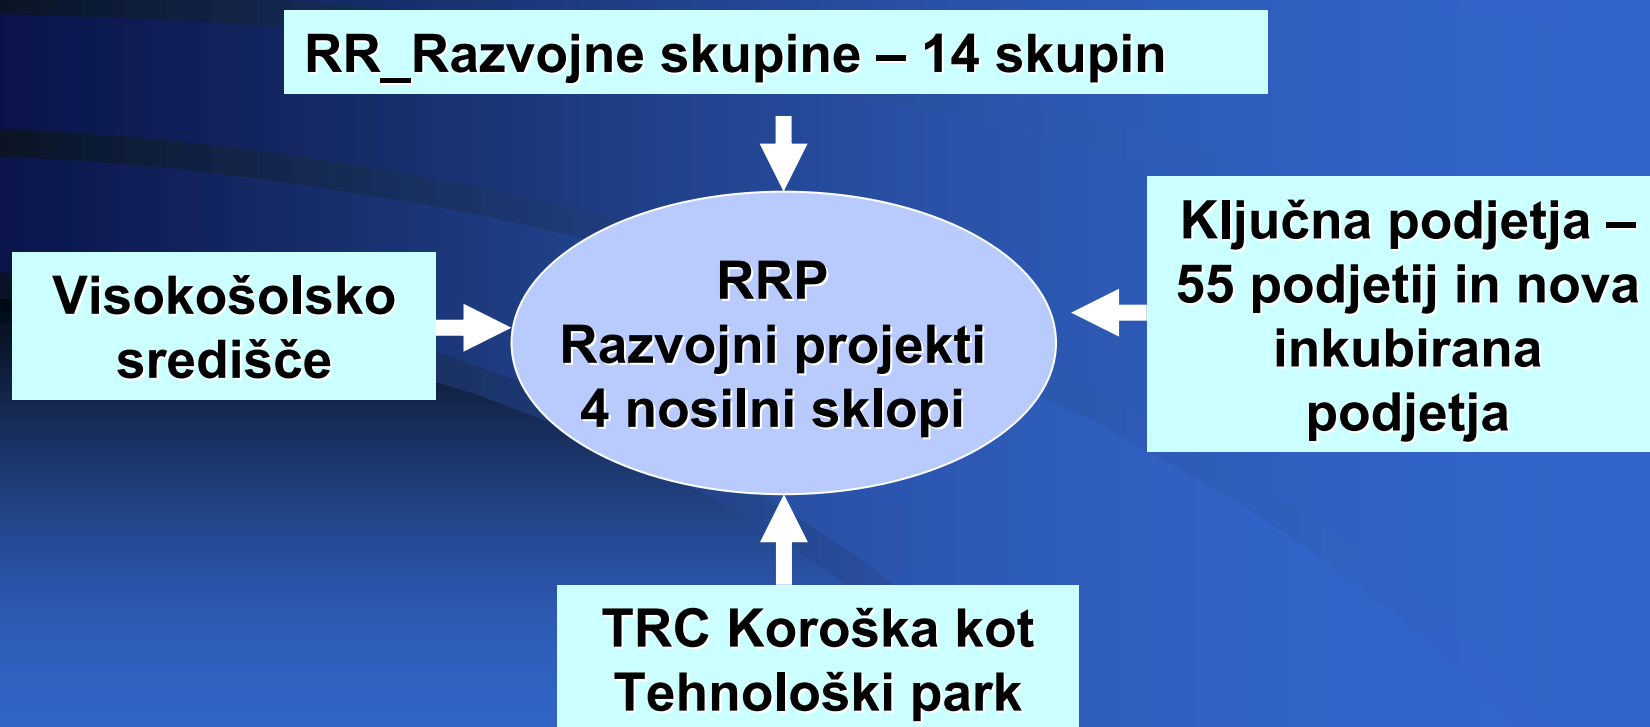 RR_Razvojne skupine – 14 skupin
Visokošolsko
središče
RRP
Razvojni projekti
4 nosilni sklopi
Ključna podjetja –
55 podjetij in nova
inkubirana
podjetja
TRC Koroška kot
Tehnološki park